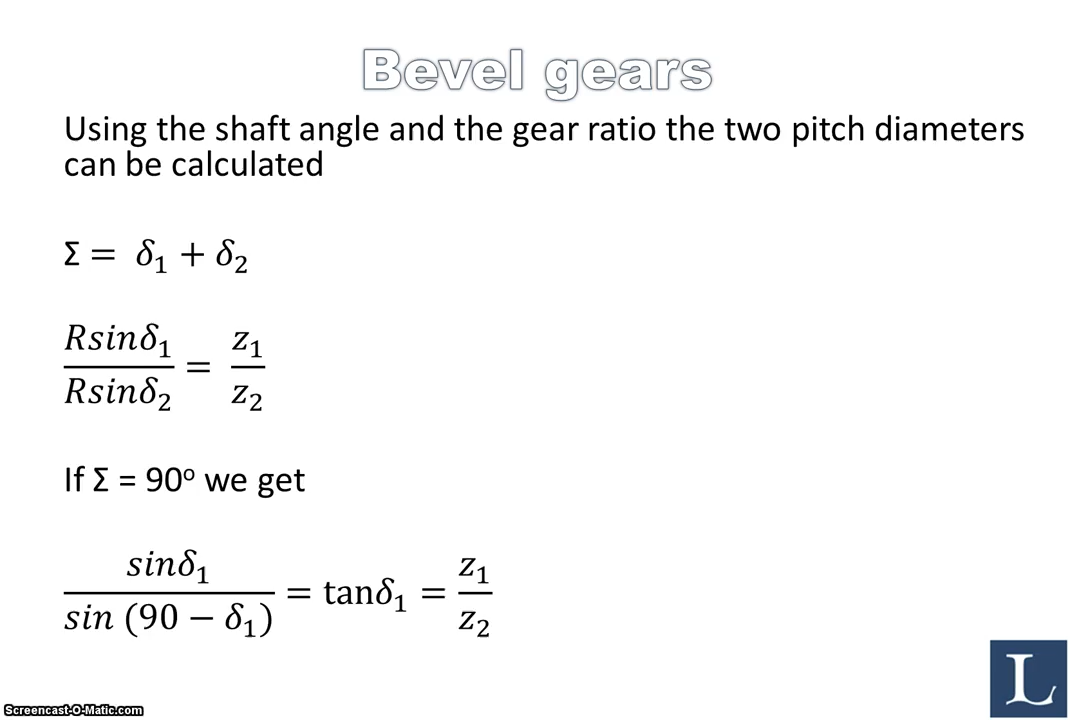 Bevel gears
Using the shaft angle and the gear ratio the two pitch diameters
can be calculated
Σ = δ₁ + δ₂
Rsinδ₁ / Rsinδ₂ = z₁ / z₂
If Σ = 90° we get
sinδ₁ / sin (90 − δ₁) = tanδ₁ = z₁ / z₂
L
Screencast-O-Matic.com